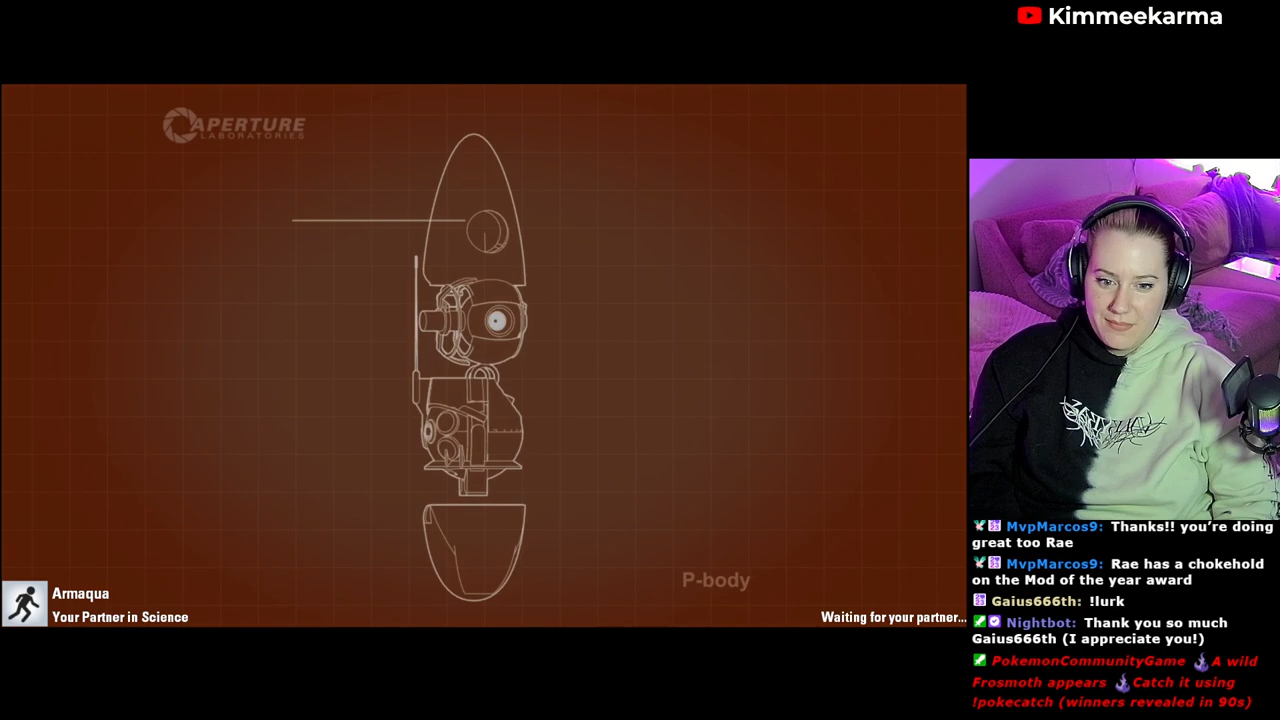 Kimmeekarma
APERTURE
LABORATORIES
P-body
Armaqua
Your Partner in Science
Waiting for your partner...
MvpMarcos9: Thanks!! you're doing
great too Rae
MvpMarcos9: Rae has a chokehold
on the Mod of the year award
Gaius666th: !lurk
Nightbot: Thank you so much
Gaius666th (I appreciate you!)
PokemonCommunityGame A wild
Frosmoth appears Catch it using
!pokecatch (winners revealed in 90s)